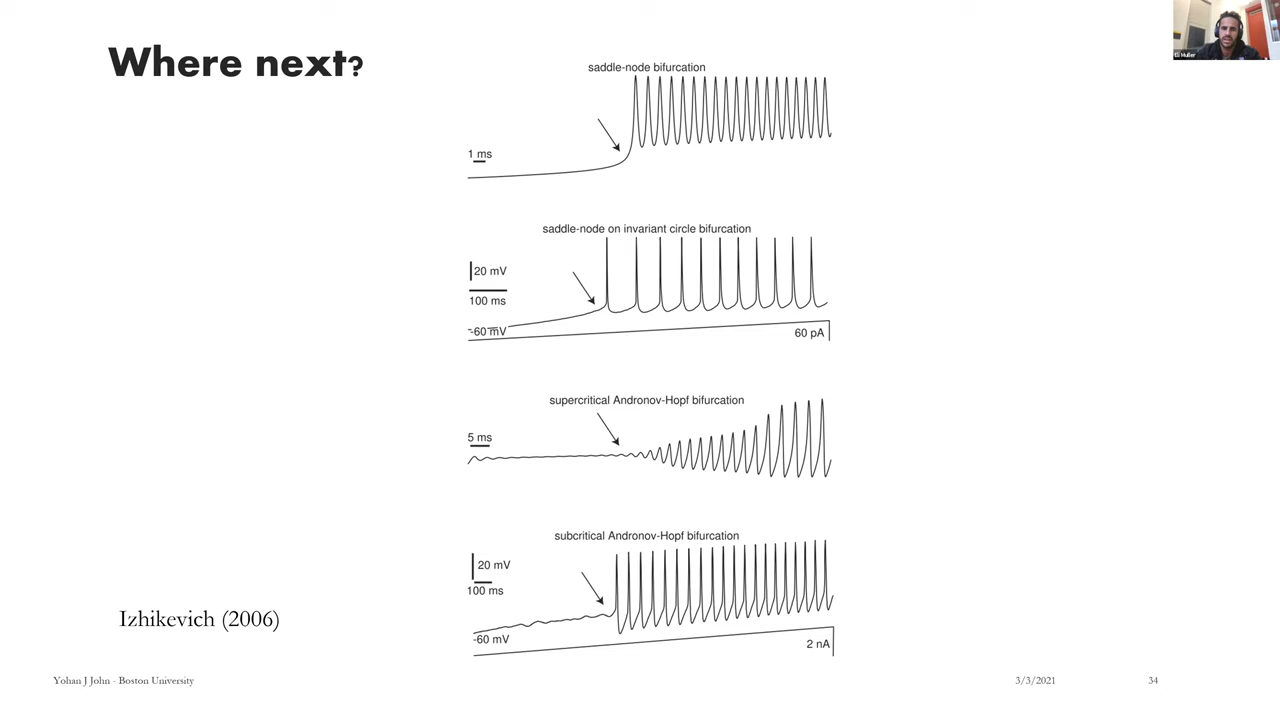 Where next?
Eli Muller
saddle-node bifurcation
1 ms
saddle-node on invariant circle bifurcation
20 mV
100 ms
-60 mV
60 pA
supercritical Andronov-Hopf bifurcation
5 ms
subcritical Andronov-Hopf bifurcation
20 mV
100 ms
-60 mV
2 nA
Izhikevich (2006)
Yohan J John - Boston University
3/3/2021
34